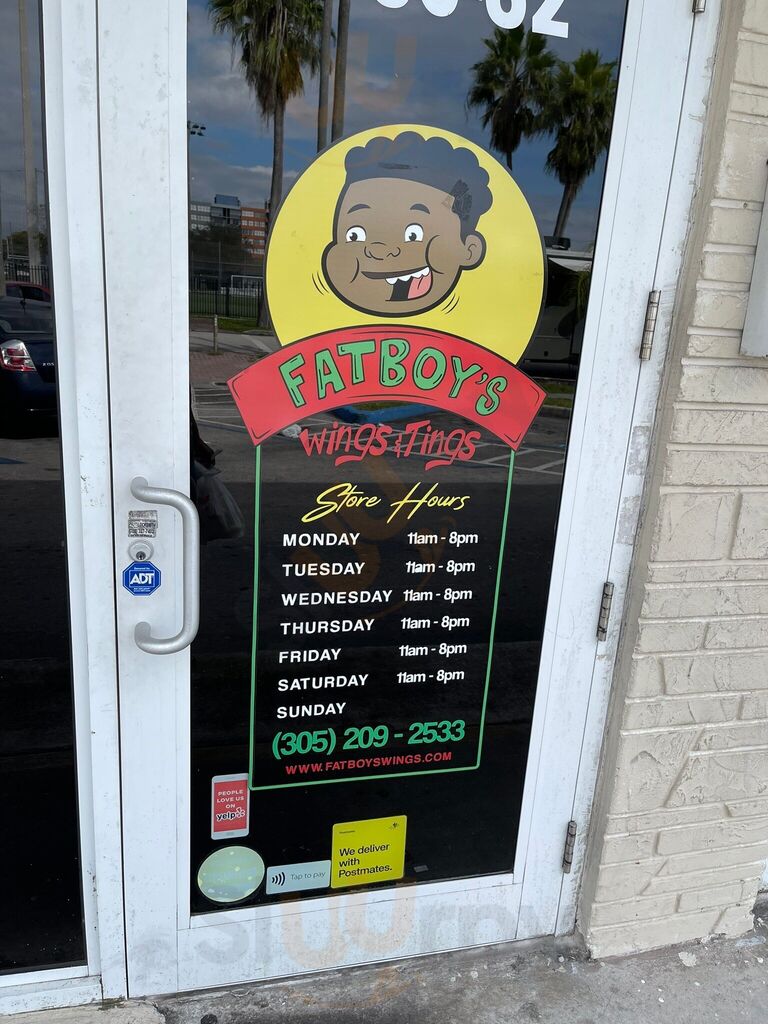 FATBOY'S
wings & Tings
Store Hours
MONDAY 11am - 8pm
TUESDAY 11am - 8pm
WEDNESDAY 11am - 8pm
THURSDAY 11am - 8pm
FRIDAY 11am - 8pm
SATURDAY 11am - 8pm
SUNDAY
(305) 209 - 2533
WWW.FATBOYSWINGS.COM
ADT
PEOPLE
LOVE US
ON
yelp
Tap to pay
Postmates
We deliver
with
Postmates.